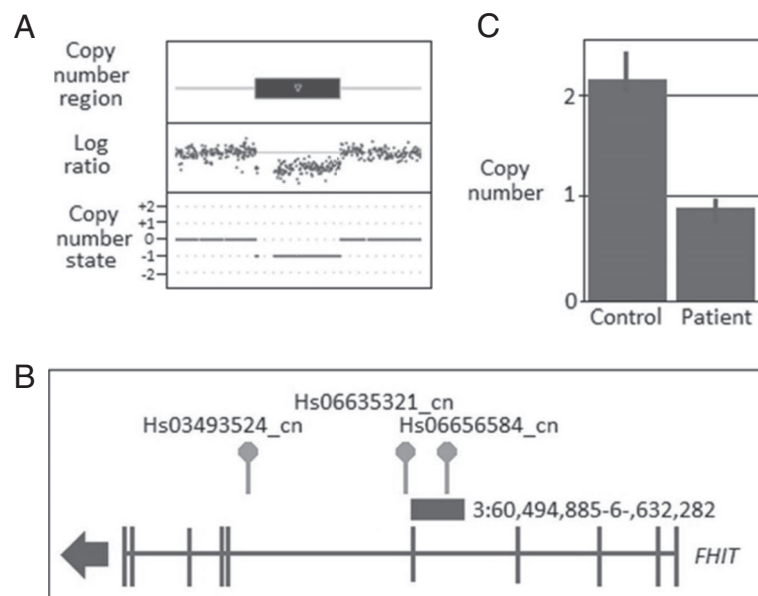 A
Copy
number
region
Log
ratio
Copy
number
state
+2
+1
0
-1
-2
C
Copy
number
2
1
0
Control Patient
B
Hs06635321_cn
Hs03493524_cn Hs06656584_cn
3:60,494,885-6-,632,282
FHIT